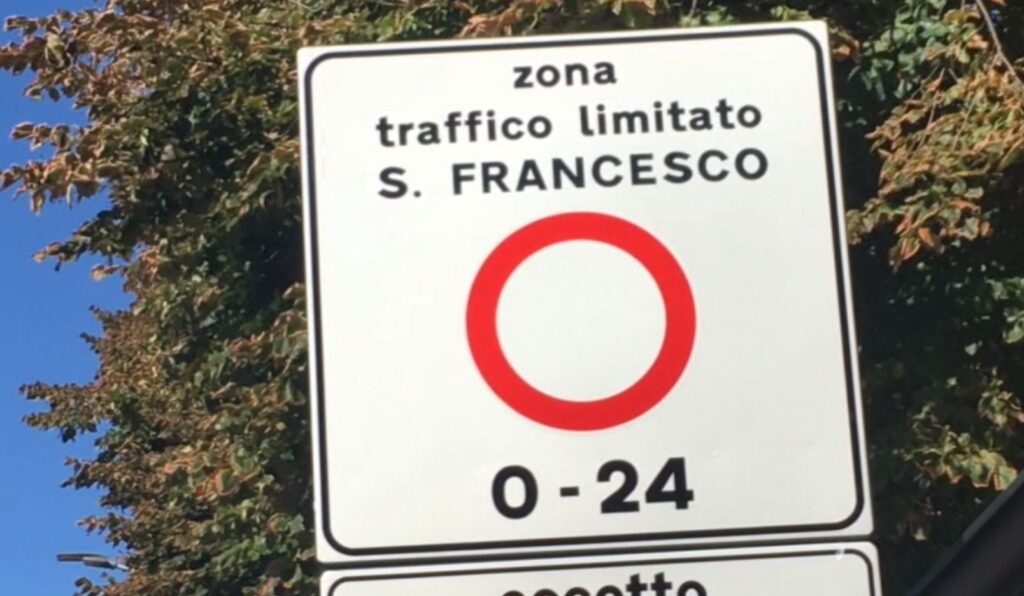 zona
traffico limitato
S. FRANCESCO
0 - 24